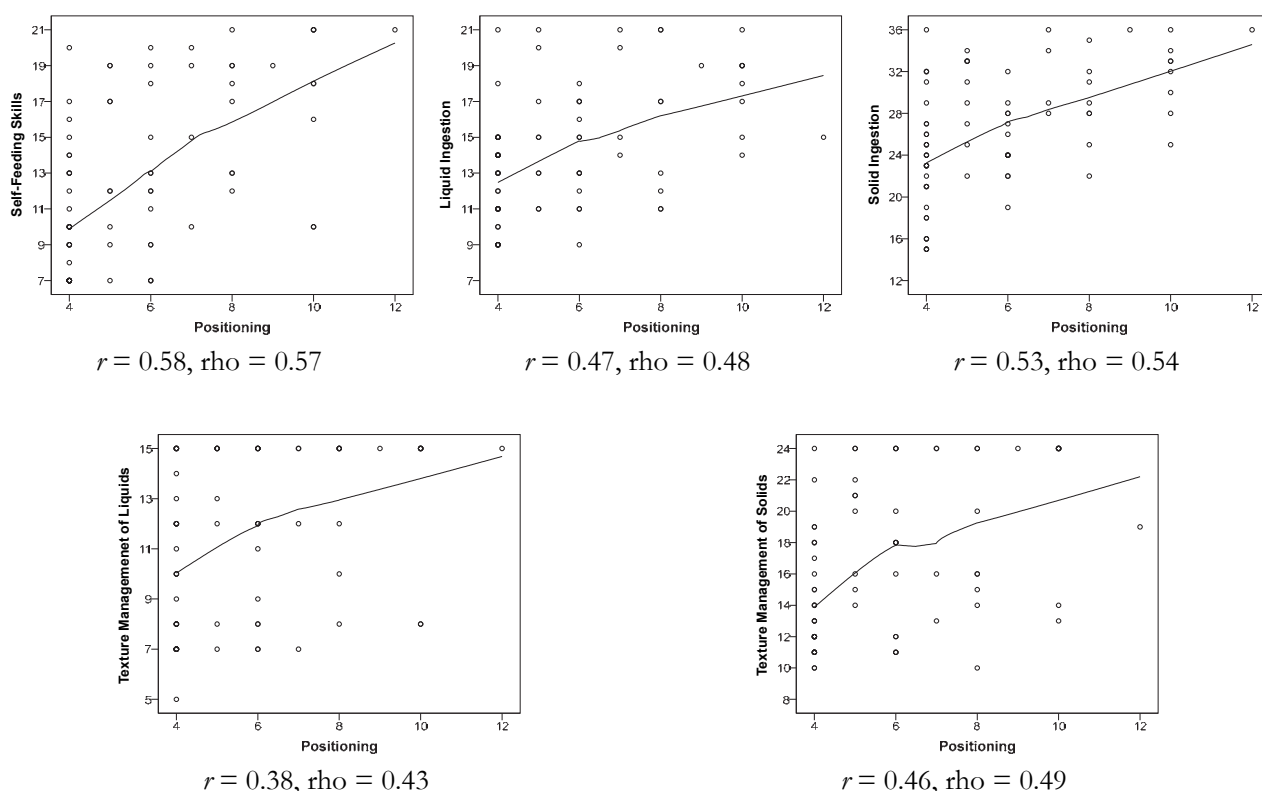 21
19
17
15
13
11
9
7
Self-Feeding Skills
4 6 8 10 12
Positioning
r = 0.58, rho = 0.57
21
19
17
15
13
11
9
7
Liquid Ingestion
4 6 8 10 12
Positioning
r = 0.47, rho = 0.48
36
32
28
24
20
16
12
Solid Ingestion
4 6 8 10 12
Positioning
r = 0.53, rho = 0.54
15
13
11
9
7
5
Texture Managemenet of Liquids
4 6 8 10 12
Positioning
r = 0.38, rho = 0.43
24
22
20
18
16
14
12
10
8
Texture Management of Solids
4 6 8 10 12
Positioning
r = 0.46, rho = 0.49